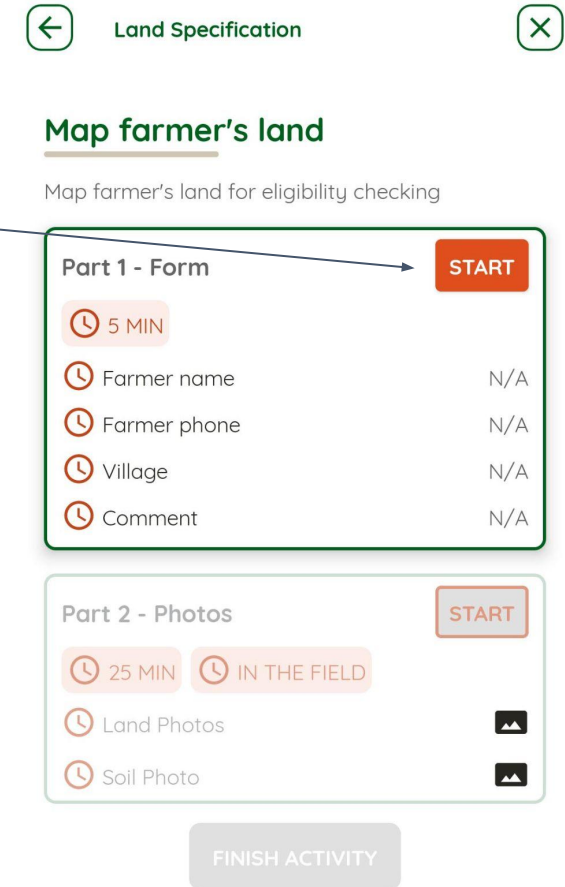 Land Specification
Map farmer's land
Map farmer's land for eligibility checking
Part 1 - Form
START
5 MIN
Farmer name N/A
Farmer phone N/A
Village N/A
Comment N/A
Part 2 - Photos
START
25 MIN IN THE FIELD
Land Photos
Soil Photo
FINISH ACTIVITY